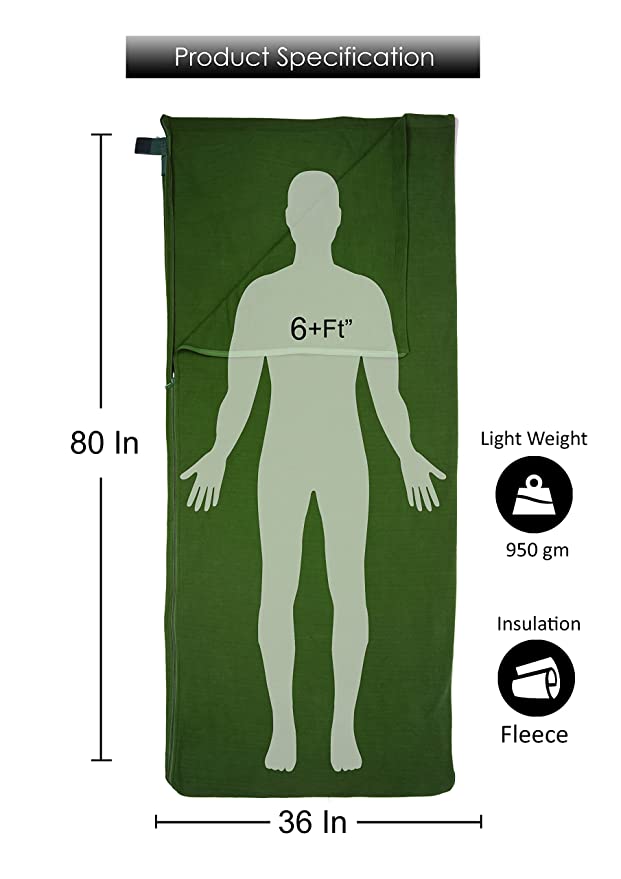 Product Specification
6+Ft”
80 In
Light Weight
950 gm
Insulation
Fleece
36 In